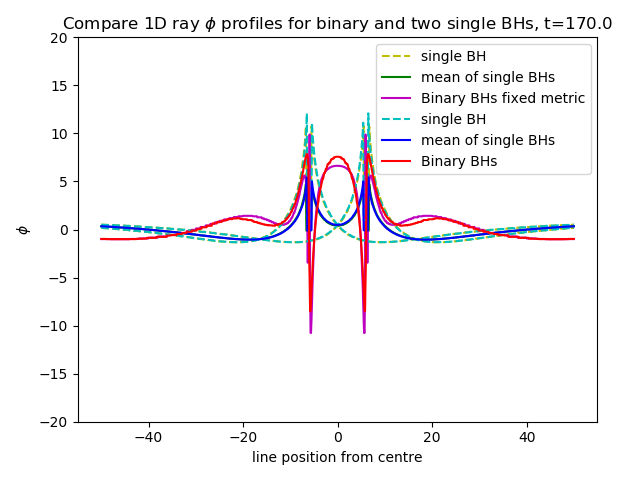 Compare 1D ray ϕ profiles for binary and two single BHs, t=170.0
20
15
10
5
0
−5
−10
−15
−20
ϕ
single BH
mean of single BHs
Binary BHs fixed metric
single BH
mean of single BHs
Binary BHs
−40 −20 0 20 40
line position from centre